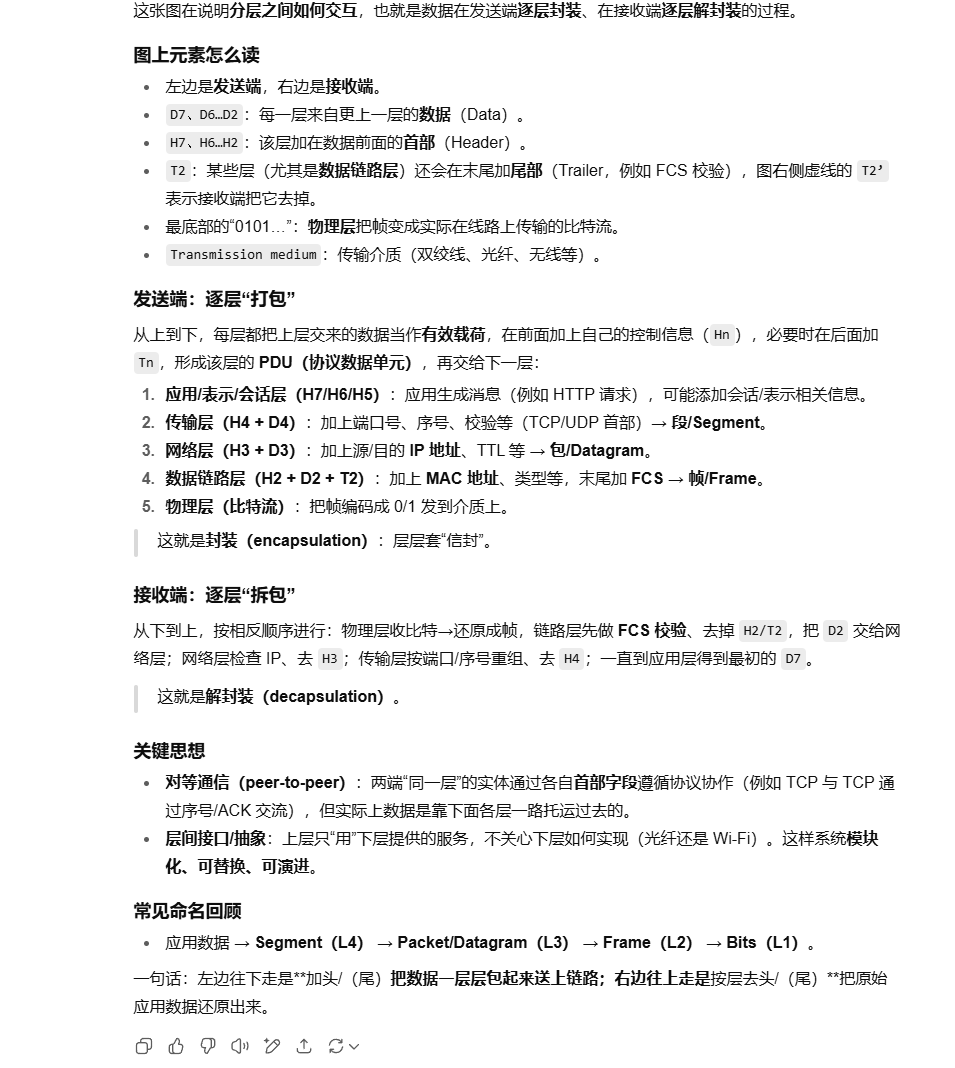 这张图在说明分层之间如何交互，也就是数据在发送端逐层封装、在接收端逐层解封装的过程。
图上元素怎么读
• 左边是发送端，右边是接收端。
• D7、D6…D2：每一层来自更上一层的数据（Data）。
• H7、H6…H2：该层加在数据前面的首部（Header）。
• T2：某些层（尤其是数据链路层）还会在末尾加尾部（Trailer，例如 FCS 校验），图右侧虚线的 T2’
表示接收端把它去掉。
• 最底部的“0101…”：物理层把帧变成实际在线路上传输的比特流。
• Transmission medium：传输介质（双绞线、光纤、无线等）。
发送端：逐层“打包”
从上到下，每层都把上层交来的数据当作有效载荷，在前面加上自己的控制信息（Hn），必要时在后面加
Tn，形成该层的 PDU（协议数据单元），再交给下一层：
1. 应用/表示/会话层（H7/H6/H5）：应用生成消息（例如 HTTP 请求），可能添加会话/表示相关信息。
2. 传输层（H4 + D4）：加上端口号、序号、校验等（TCP/UDP 首部）→ 段/Segment。
3. 网络层（H3 + D3）：加上源/目的 IP 地址、TTL 等 → 包/Datagram。
4. 数据链路层（H2 + D2 + T2）：加上 MAC 地址、类型等，末尾加 FCS → 帧/Frame。
5. 物理层（比特流）：把帧编码成 0/1 发到介质上。
这就是封装（encapsulation）：层层套“信封”。
接收端：逐层“拆包”
从下到上，按相反顺序进行：物理层收比特→还原成帧，链路层先做 FCS 校验、去掉 H2/T2，把 D2 交给网
络层；网络层检查 IP、去 H3；传输层按端口/序号重组、去 H4；一直到应用层得到最初的 D7。
这就是解封装（decapsulation）。
关键思想
• 对等通信（peer-to-peer）：两端“同一层”的实体通过各自首部字段遵循协议协作（例如 TCP 与 TCP 通
过序号/ACK 交流），但实际上数据是靠下面各层一路托运过去的。
• 层间接口/抽象：上层只“用”下层提供的服务，不关心下层如何实现（光纤还是 Wi-Fi）。这样系统模块
化、可替换、可演进。
常见命名回顾
• 应用数据 → Segment（L4） → Packet/Datagram（L3） → Frame（L2） → Bits（L1）。
一句话：左边往下走是**加头/（尾）把数据一层层包起来送上链路；右边往上走是按层去头/（尾）**把原始
应用数据还原出来。